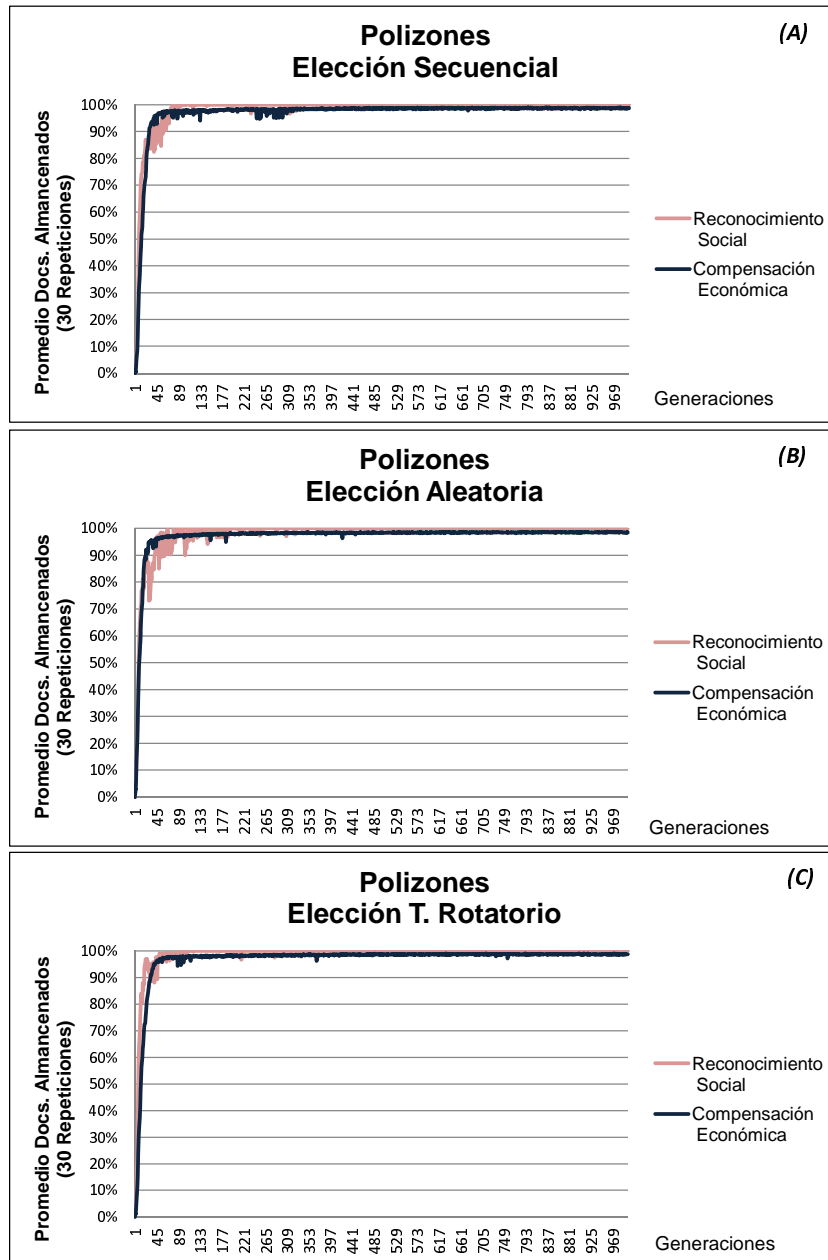 Polizones
Elección Secuencial
(A)
Promedio Docs. Almancenados
(30 Repeticiones)
100%
90%
80%
70%
60%
50%
40%
30%
20%
10%
0%
1 45 89 133 177 221 265 309 353 397 441 485 529 573 617 661 705 749 793 837 881 925 969
Generaciones
Reconocimiento
Social
Compensación
Económica
Polizones
Elección Aleatoria
(B)
Promedio Docs. Almancenados
(30 Repeticiones)
100%
90%
80%
70%
60%
50%
40%
30%
20%
10%
0%
1 45 89 133 177 221 265 309 353 397 441 485 529 573 617 661 705 749 793 837 881 925 969
Generaciones
Reconocimiento
Social
Compensación
Económica
Polizones
Elección T. Rotatorio
(C)
Promedio Docs. Almancenados
(30 Repeticiones)
100%
90%
80%
70%
60%
50%
40%
30%
20%
10%
0%
1 45 89 133 177 221 265 309 353 397 441 485 529 573 617 661 705 749 793 837 881 925 969
Generaciones
Reconocimiento
Social
Compensación
Económica